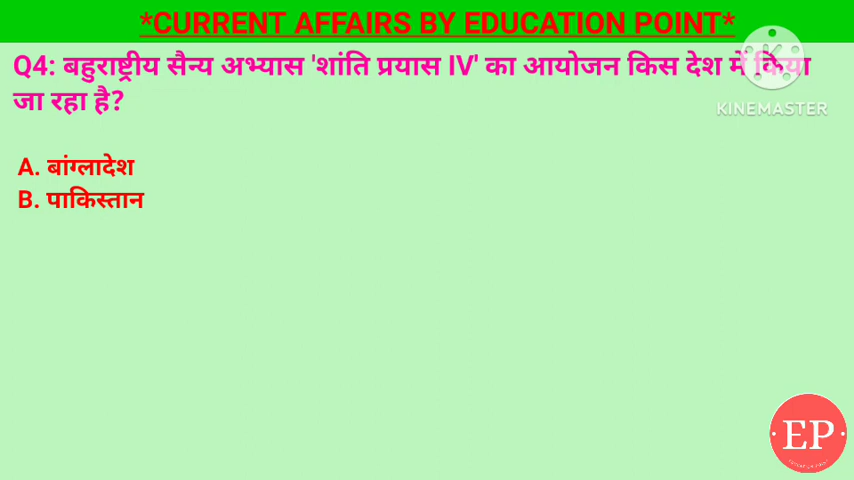 *CURRENT AFFAIRS BY EDUCATION POINT*
Q4: बहुराष्ट्रीय सैन्य अभ्यास 'शांति प्रयास IV' का आयोजन किस देश में किया
जा रहा है?
KINEMASTER
A. बांग्लादेश
B. पाकिस्तान
EP